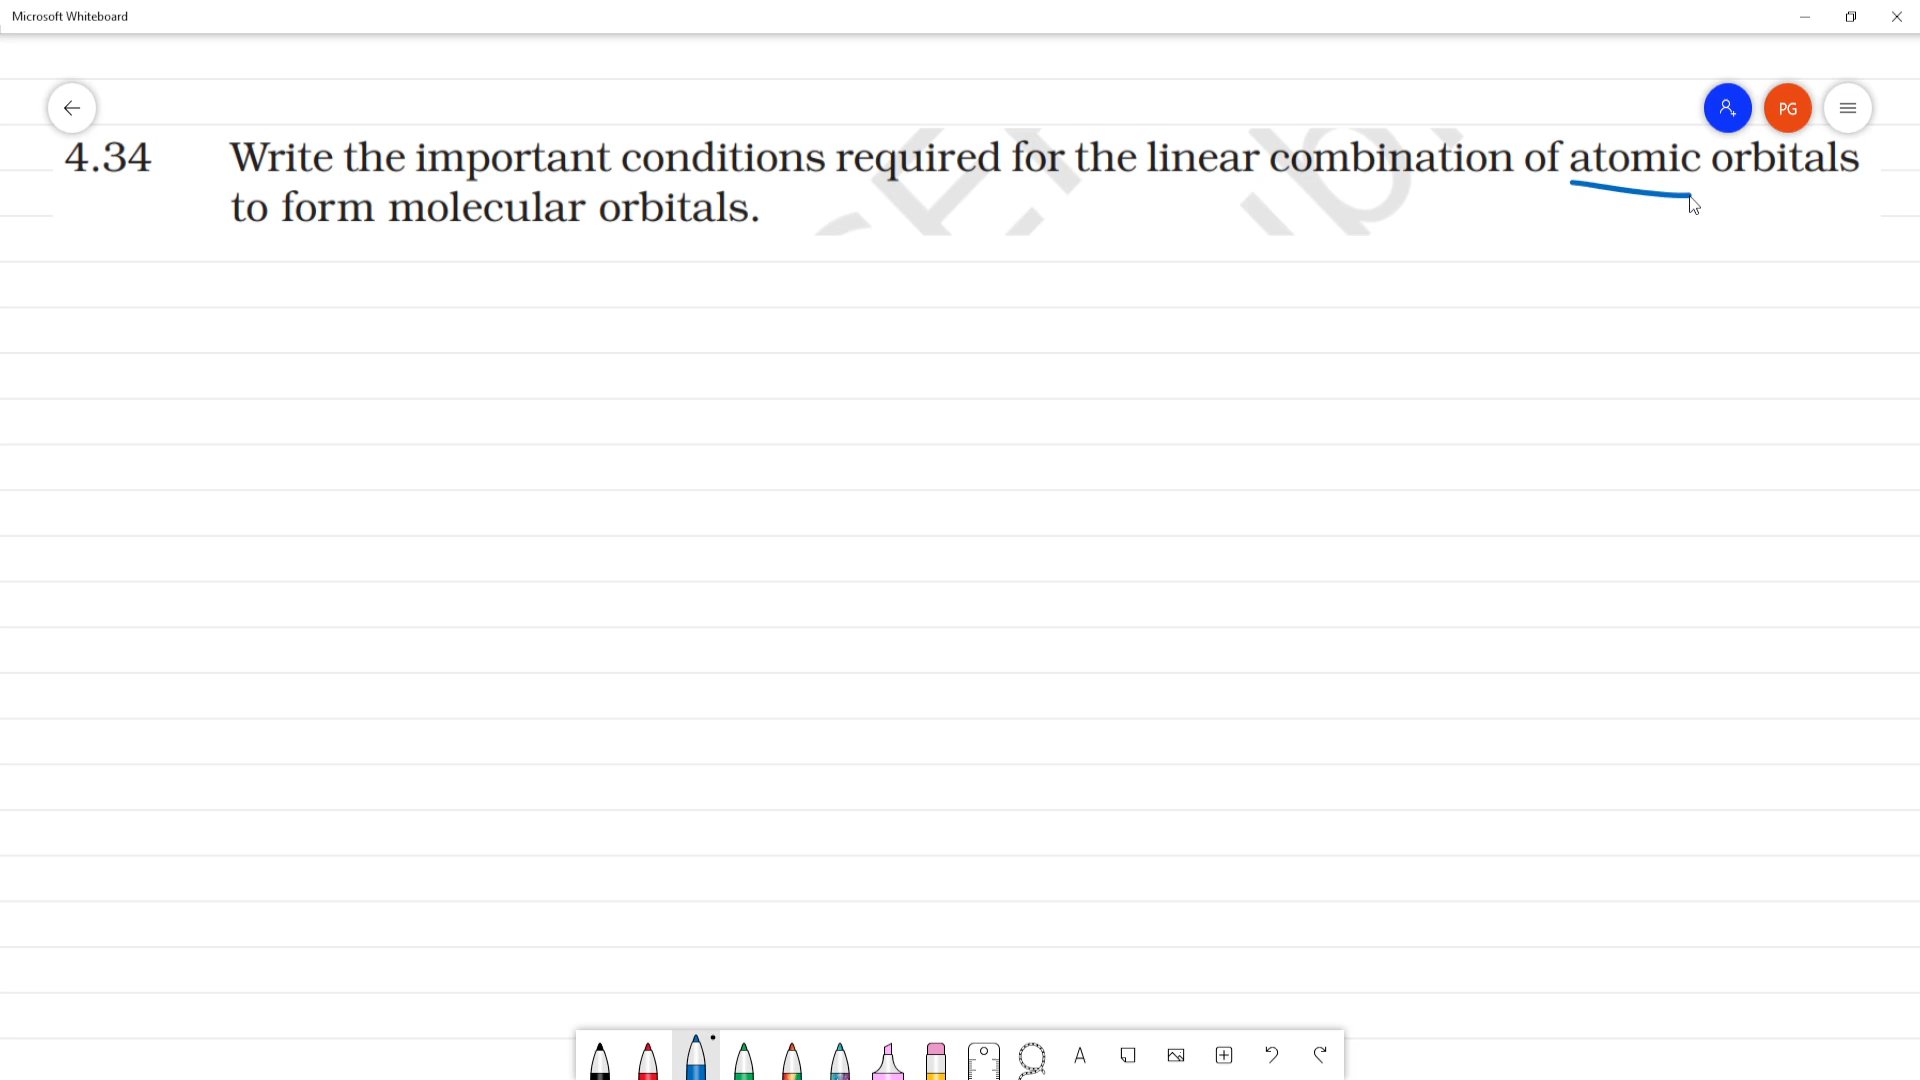 Microsoft Whiteboard
PG
4.34 Write the important conditions required for the linear combination of atomic orbitals
to form molecular orbitals.
A